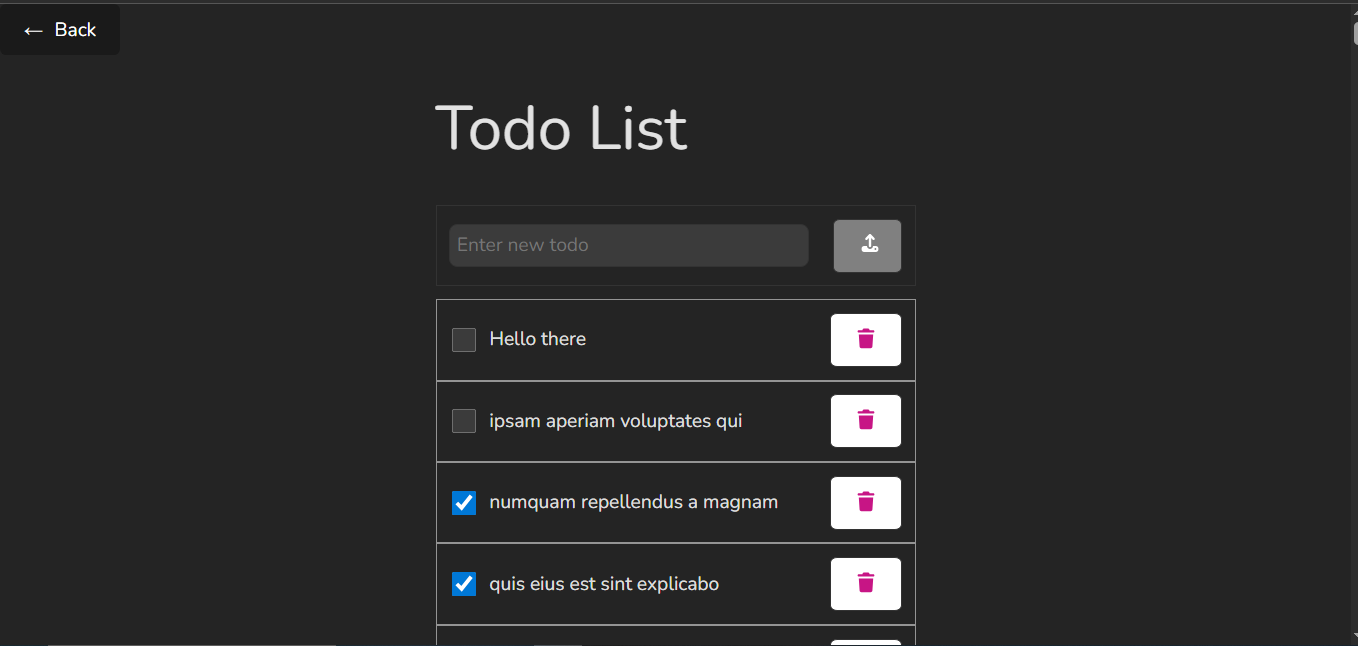 ← Back
Todo List
Enter new todo
Hello there
ipsam aperiam voluptates qui
numquam repellendus a magnam
quis eius est sint explicabo